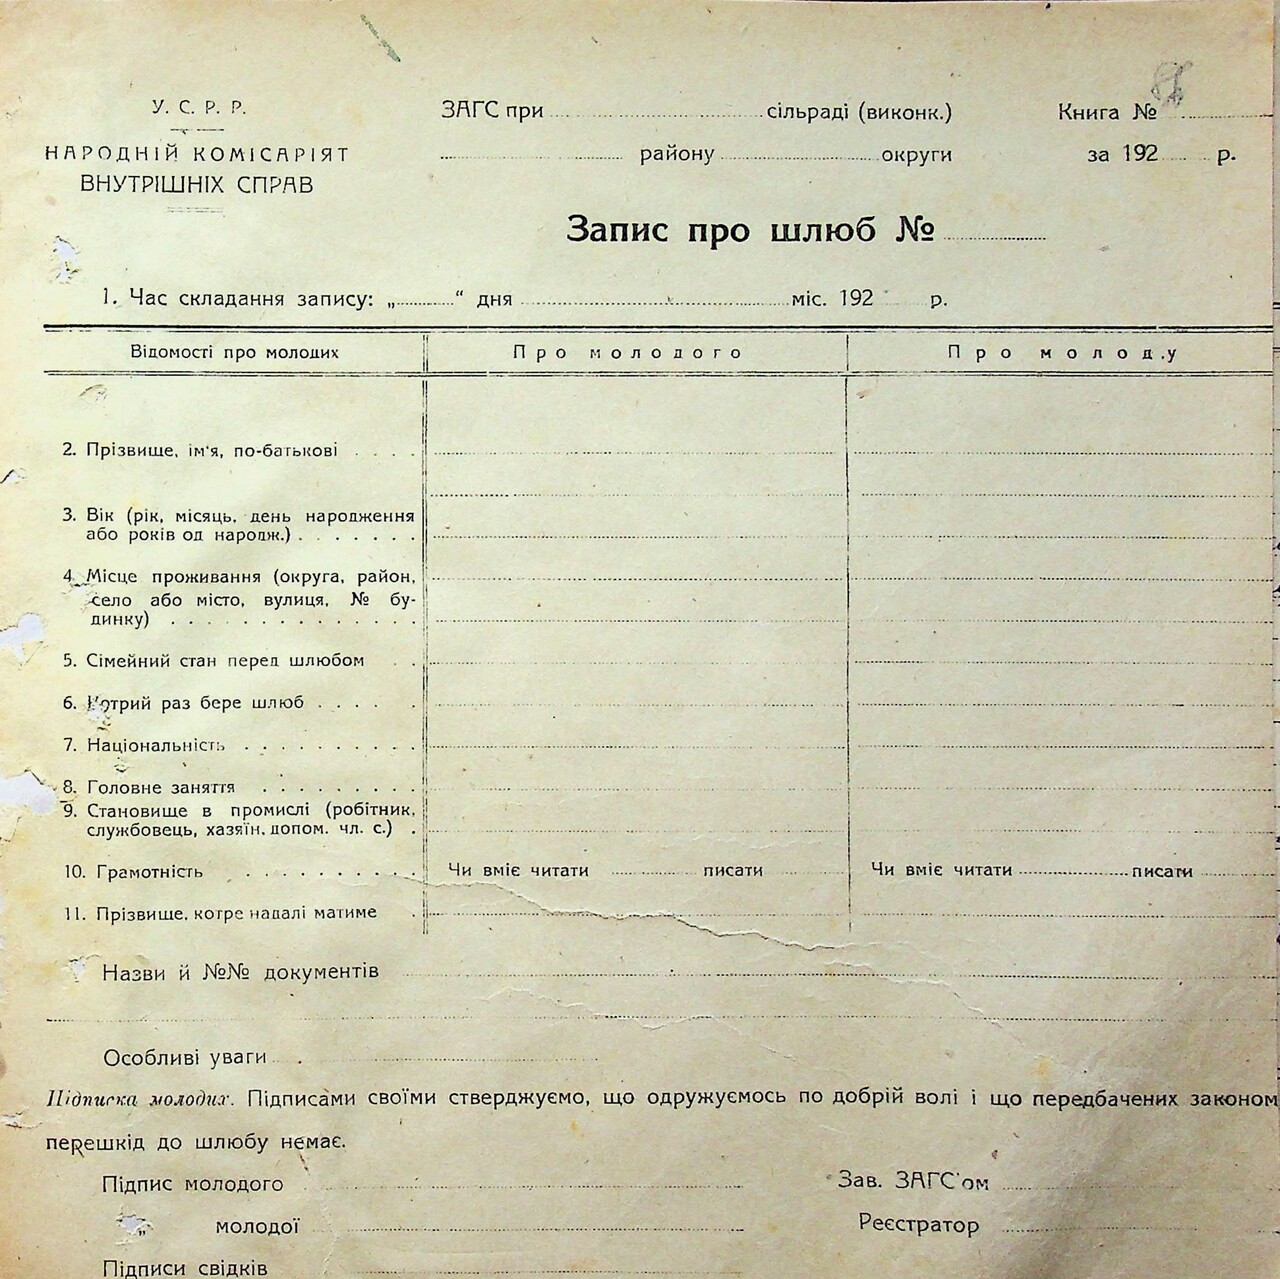 У. С. Р. Р.
НАРОДНІЙ КОМІСАРІЯТ
ВНУТРІШНІХ СПРАВ
ЗАГС при сільраді (виконк.)
району округи
Книга №
за 192 р.
Запис про шлюб №
1. Час складання запису: „ “ дня міс. 192 р.
Відомості про молодих Про молодого Про молоду
2. Прізвище, ім'я, по-батькові
3. Вік (рік, місяць, день народження
або років од народж.)
4. Місце проживання (округа, район,
село або місто, вулиця, № бу-
динку)
5. Сімейний стан перед шлюбом
6. Котрий раз бере шлюб
7. Національність
8. Головне заняття
9. Становище в промислі (робітник,
службовець, хазяїн, допом. чл. с.)
10. Грамотність Чи вміє читати писати Чи вміє читати писати
11. Прізвище, котре надалі матиме
Назви й №№ документів
Особливі уваги
Підписка молодих. Підписами своїми стверджуємо, що одружуємось по добрій волі і що передбачених законом
перешкід до шлюбу немає.
Підпис молодого Зав. ЗАГС'ом
„ молодої Реєстратор
Підписи свідків